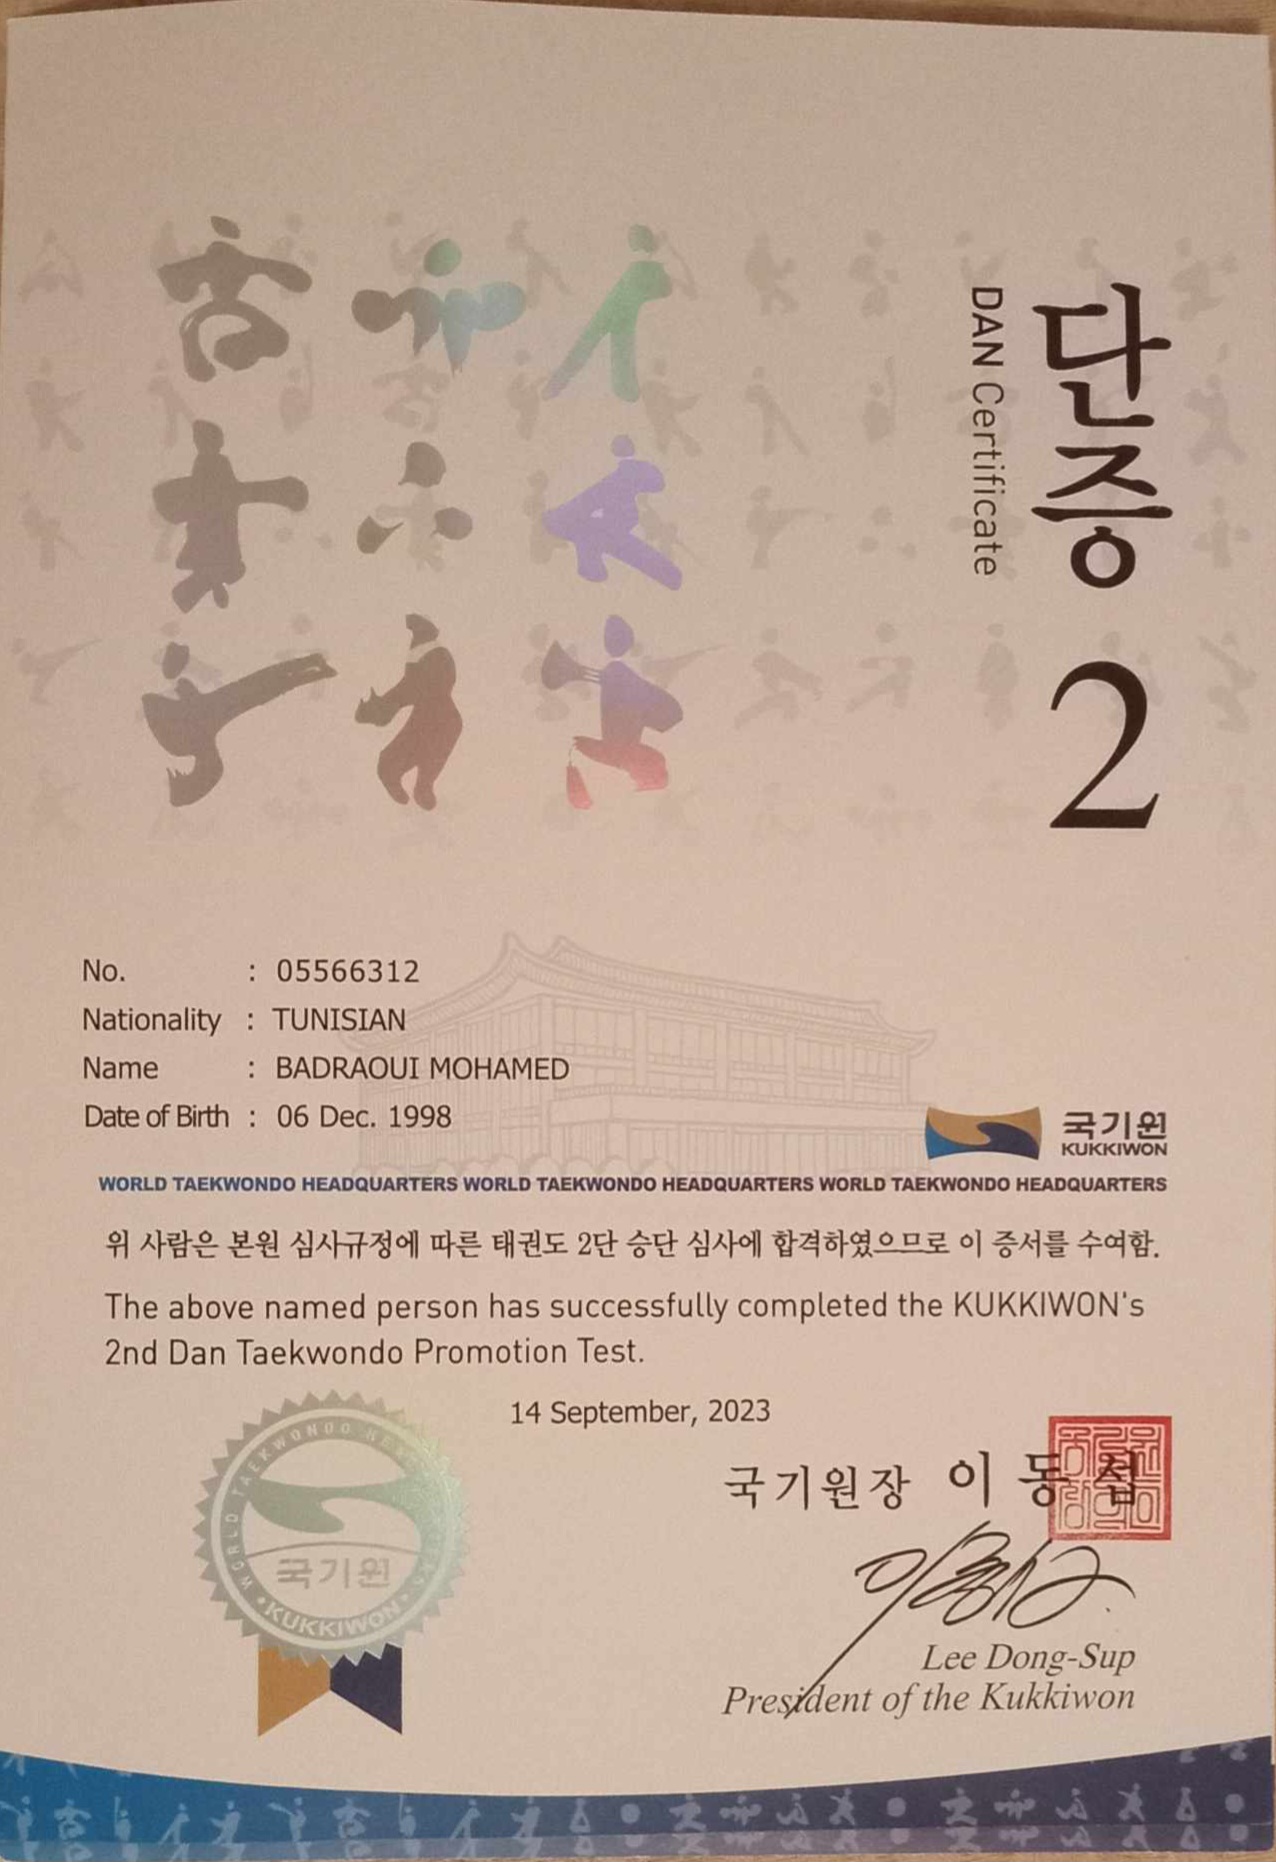 단증 2
DAN Certificate
No. : 05566312
Nationality : TUNISIAN
Name : BADRAOUI MOHAMED
Date of Birth : 06 Dec. 1998
국기원
KUKKIWON
WORLD TAEKWONDO HEADQUARTERS WORLD TAEKWONDO HEADQUARTERS WORLD TAEKWONDO HEADQUARTERS
위 사람은 본원 심사규정에 따른 태권도 2단 승단 심사에 합격하였으므로 이 증서를 수여함.
The above named person has successfully completed the KUKKIWON's
2nd Dan Taekwondo Promotion Test.
14 September, 2023
국기원장 이 동 섭
Lee Dong-Sup
President of the Kukkiwon
WORLD TAEKWONDO
국기원
KUKKIWON